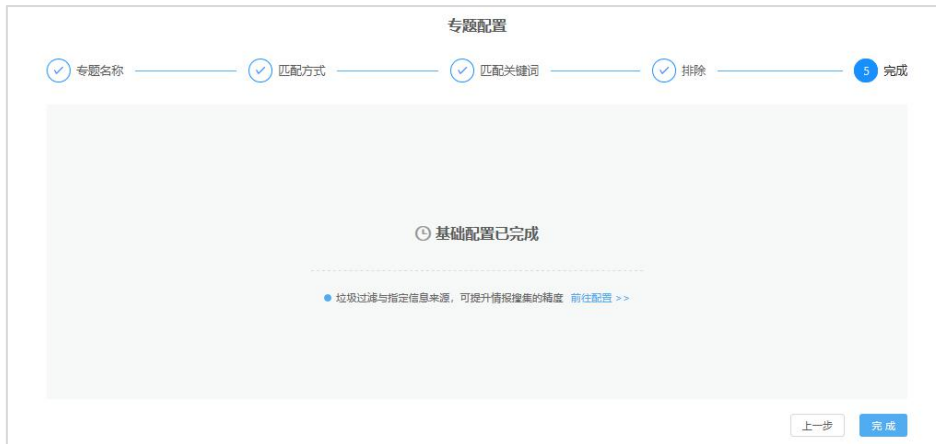 专题配置
专题名称 匹配方式 匹配关键词 排除 5 完成
基础配置已完成
垃圾过滤与指定信息来源，可提升情报搜集的精度 前往配置 >>
上一步 完成